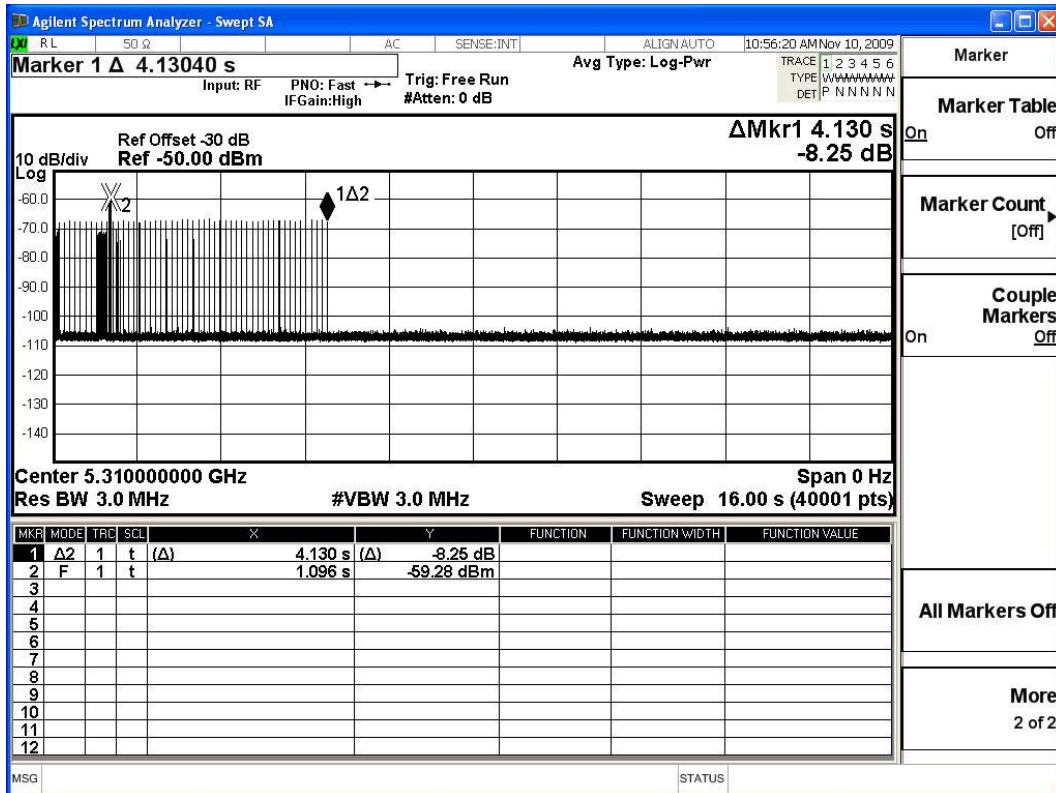 Agilent Spectrum Analyzer - Swept SA
LXI RL 50 Ω AC SENSE:INT ALIGNAUTO 10:56:20 AM Nov 10, 2009
Marker 1 Δ 4.13040 s
Input: RF PNO: Fast Trig: Free Run Avg Type: Log-Pwr TRACE 1 2 3 4 5 6
IFGain:High #Atten: 0 dB TYPE
DET P N N N N N
Ref Offset -30 dB
10 dB/div Ref -50.00 dBm
Log
ΔMkr1 4.130 s
-8.25 dB
1Δ2
2
-60.0
-70.0
-80.0
-90.0
-100
-110
-120
-130
-140
Center 5.310000000 GHz Span 0 Hz
Res BW 3.0 MHz #VBW 3.0 MHz Sweep 16.00 s (40001 pts)
MKR MODE TRC SCL X Y FUNCTION FUNCTION WIDTH FUNCTION VALUE
1 Δ2 1 t (Δ) 4.130 s (Δ) -8.25 dB
2 F 1 t 1.096 s -59.28 dBm
3
4
5
6
7
8
9
10
11
12
MSG STATUS
Marker
Marker Table
On Off
Marker Count
[Off]
Couple
Markers
On Off
All Markers Off
More
2 of 2